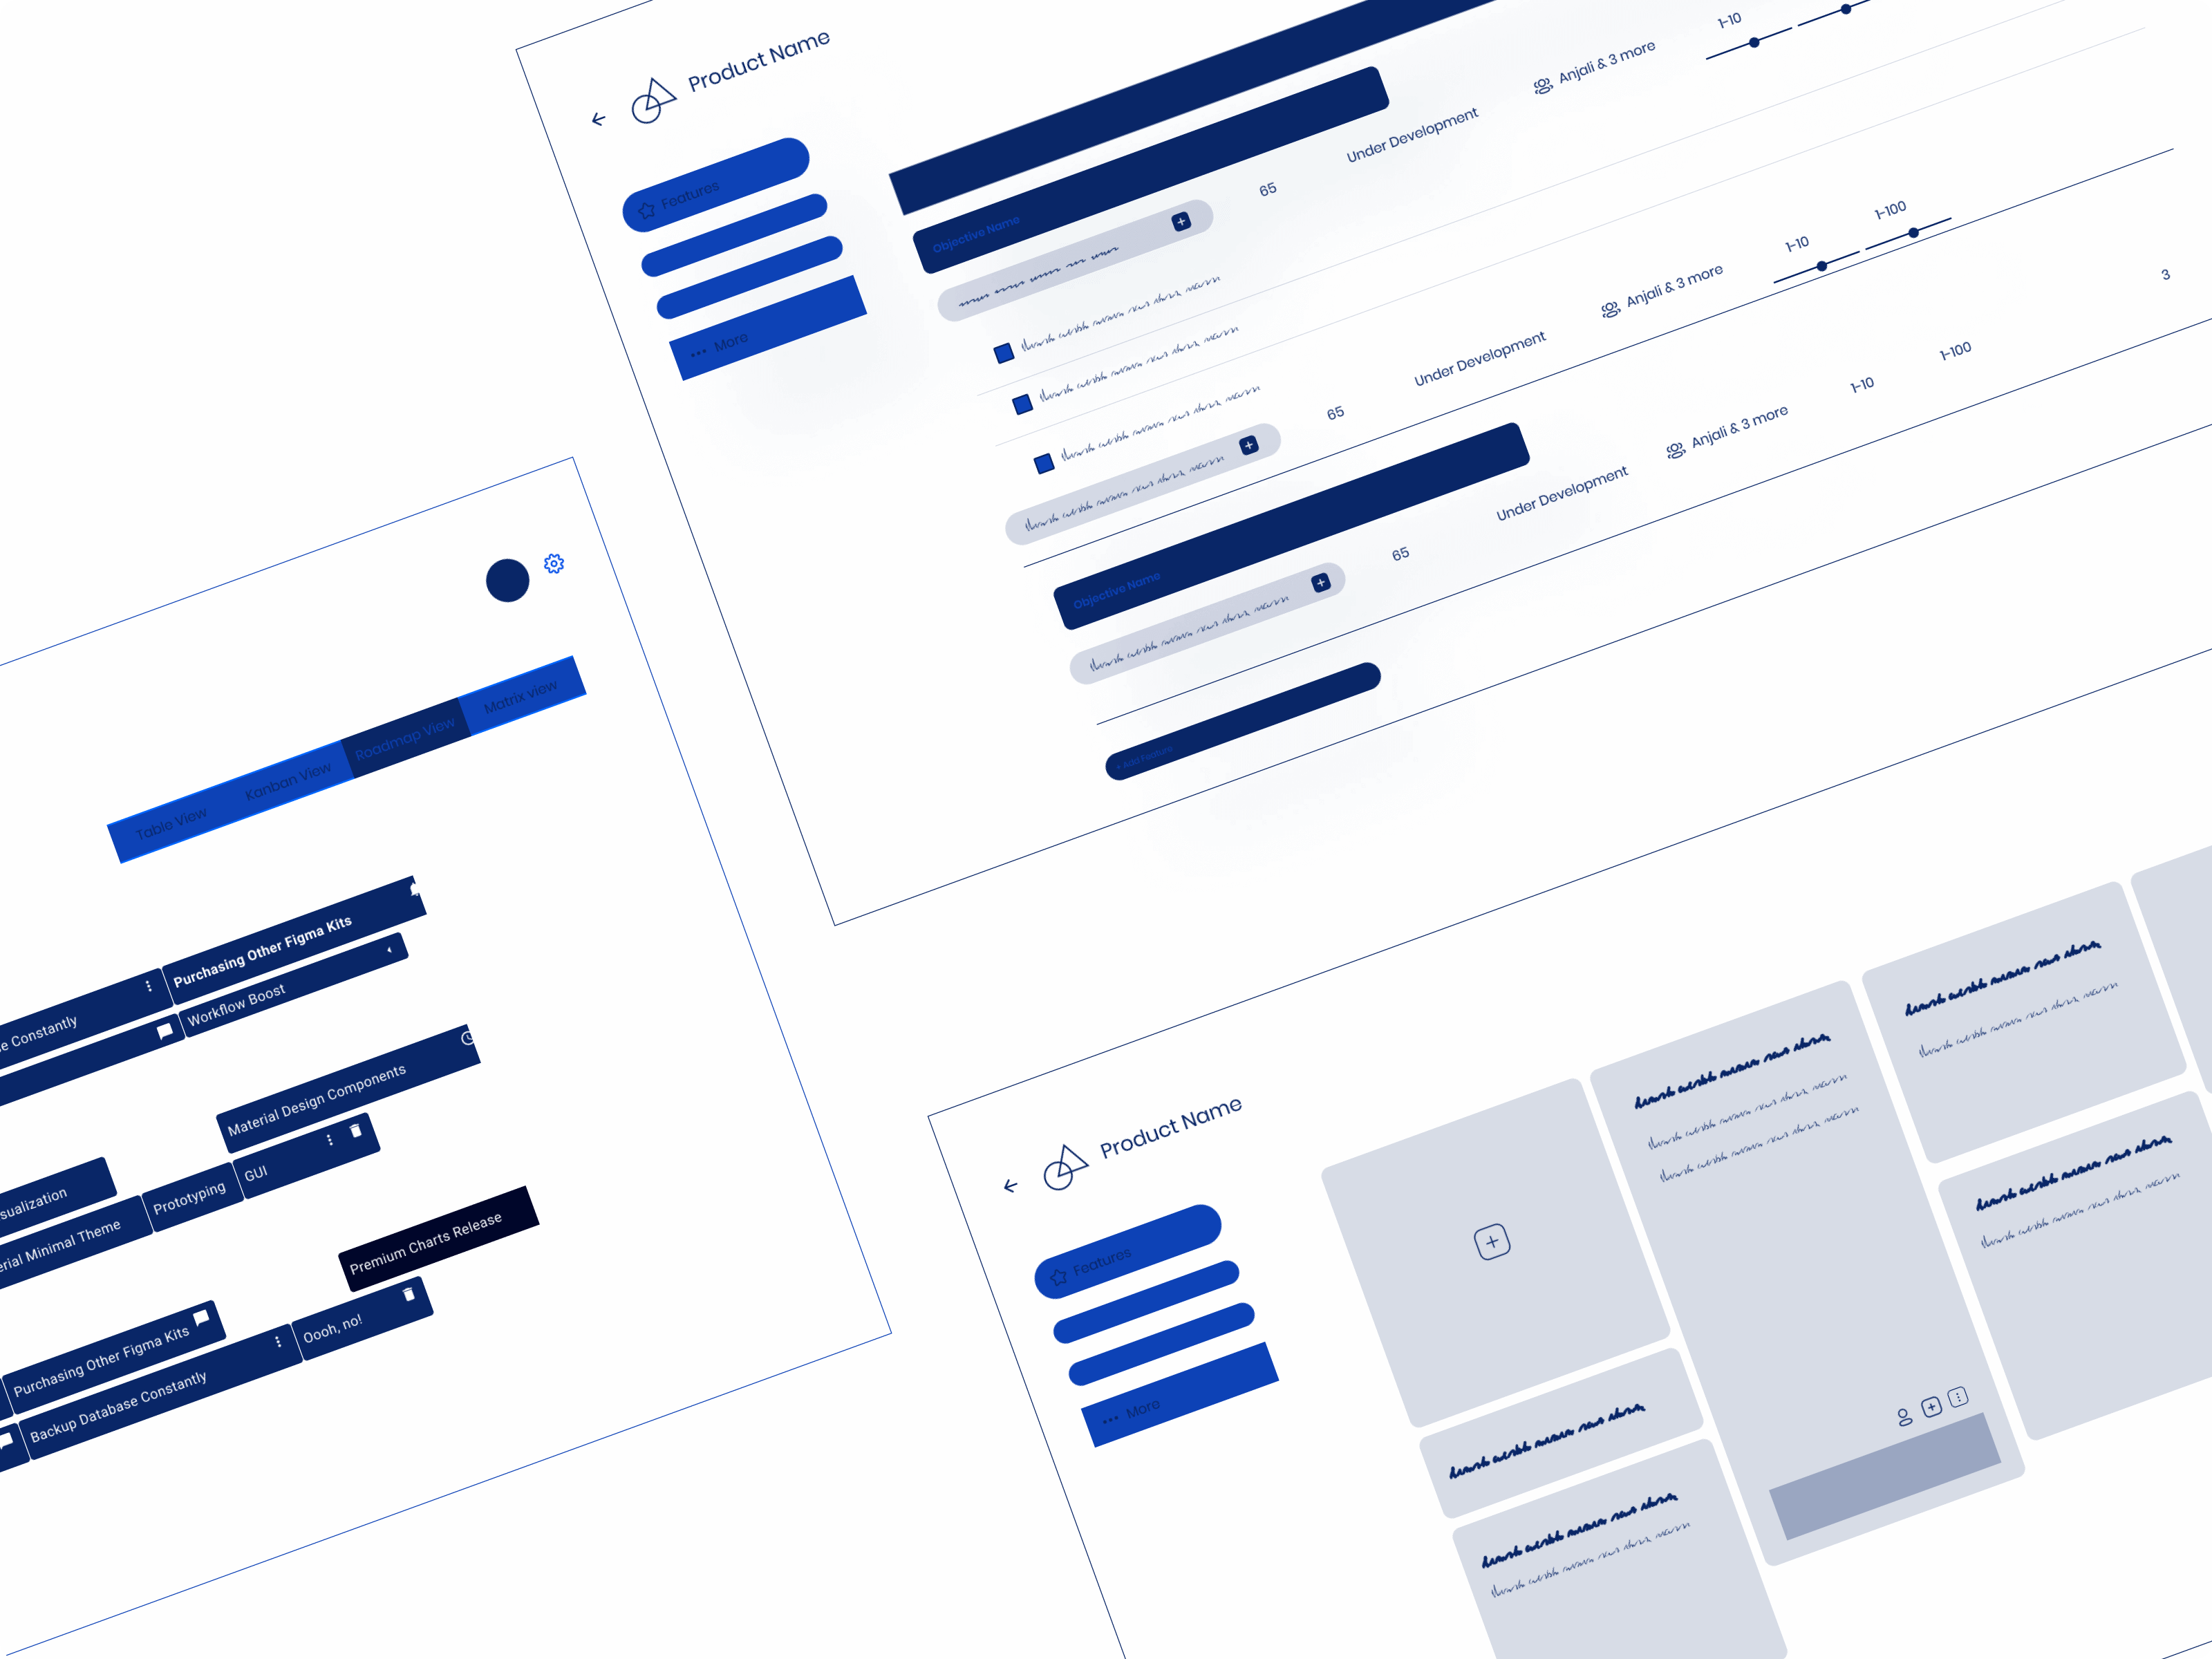 Product Name
Features
More
Objective Name
65
Under Development
Anjali & 3 more
1-10
65
Under Development
Anjali & 3 more
1-10
1-100
Objective Name
65
Under Development
Anjali & 3 more
1-10
1-100
3
+ Add Feature
Table View
Kanban View
Roadmap View
Matrix view
Constantly
Purchasing Other Figma Kits
Workflow Boost
Material Design Components
Minimal Theme
Prototyping
GUI
Premium Charts Release
Purchasing Other Figma Kits
Backup Database Constantly
Oooh, no!
Product Name
Features
More